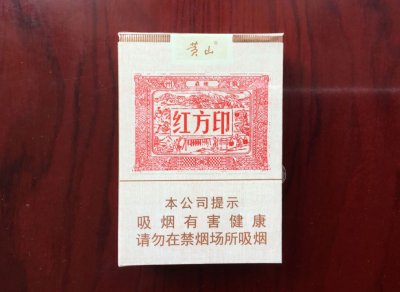 黄山
红方印
本公司提示
吸烟有害健康
请勿在禁烟场所吸烟